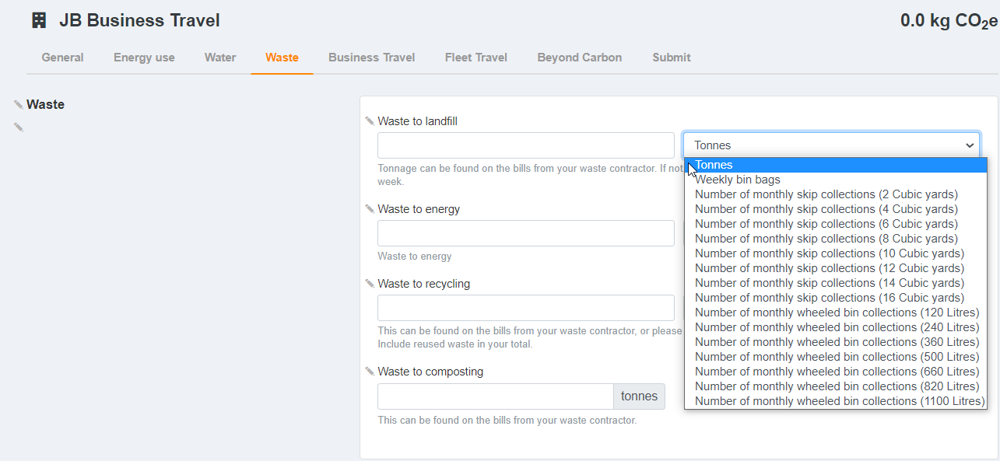 JB Business Travel
0.0 kg CO₂e
General Energy use Water Waste Business Travel Fleet Travel Beyond Carbon Submit
Waste
Waste to landfill
Tonnes
Tonnage can be found on the bills from your waste contractor. If not
week.
Tonnes
Weekly bin bags
Number of monthly skip collections (2 Cubic yards)
Number of monthly skip collections (4 Cubic yards)
Number of monthly skip collections (6 Cubic yards)
Number of monthly skip collections (8 Cubic yards)
Number of monthly skip collections (10 Cubic yards)
Number of monthly skip collections (12 Cubic yards)
Number of monthly skip collections (14 Cubic yards)
Number of monthly skip collections (16 Cubic yards)
Number of monthly wheeled bin collections (120 Litres)
Number of monthly wheeled bin collections (240 Litres)
Number of monthly wheeled bin collections (360 Litres)
Number of monthly wheeled bin collections (500 Litres)
Number of monthly wheeled bin collections (660 Litres)
Number of monthly wheeled bin collections (820 Litres)
Number of monthly wheeled bin collections (1100 Litres)
Waste to energy
Waste to energy
Waste to recycling
This can be found on the bills from your waste contractor, or please
Include reused waste in your total.
Waste to composting
tonnes
This can be found on the bills from your waste contractor.